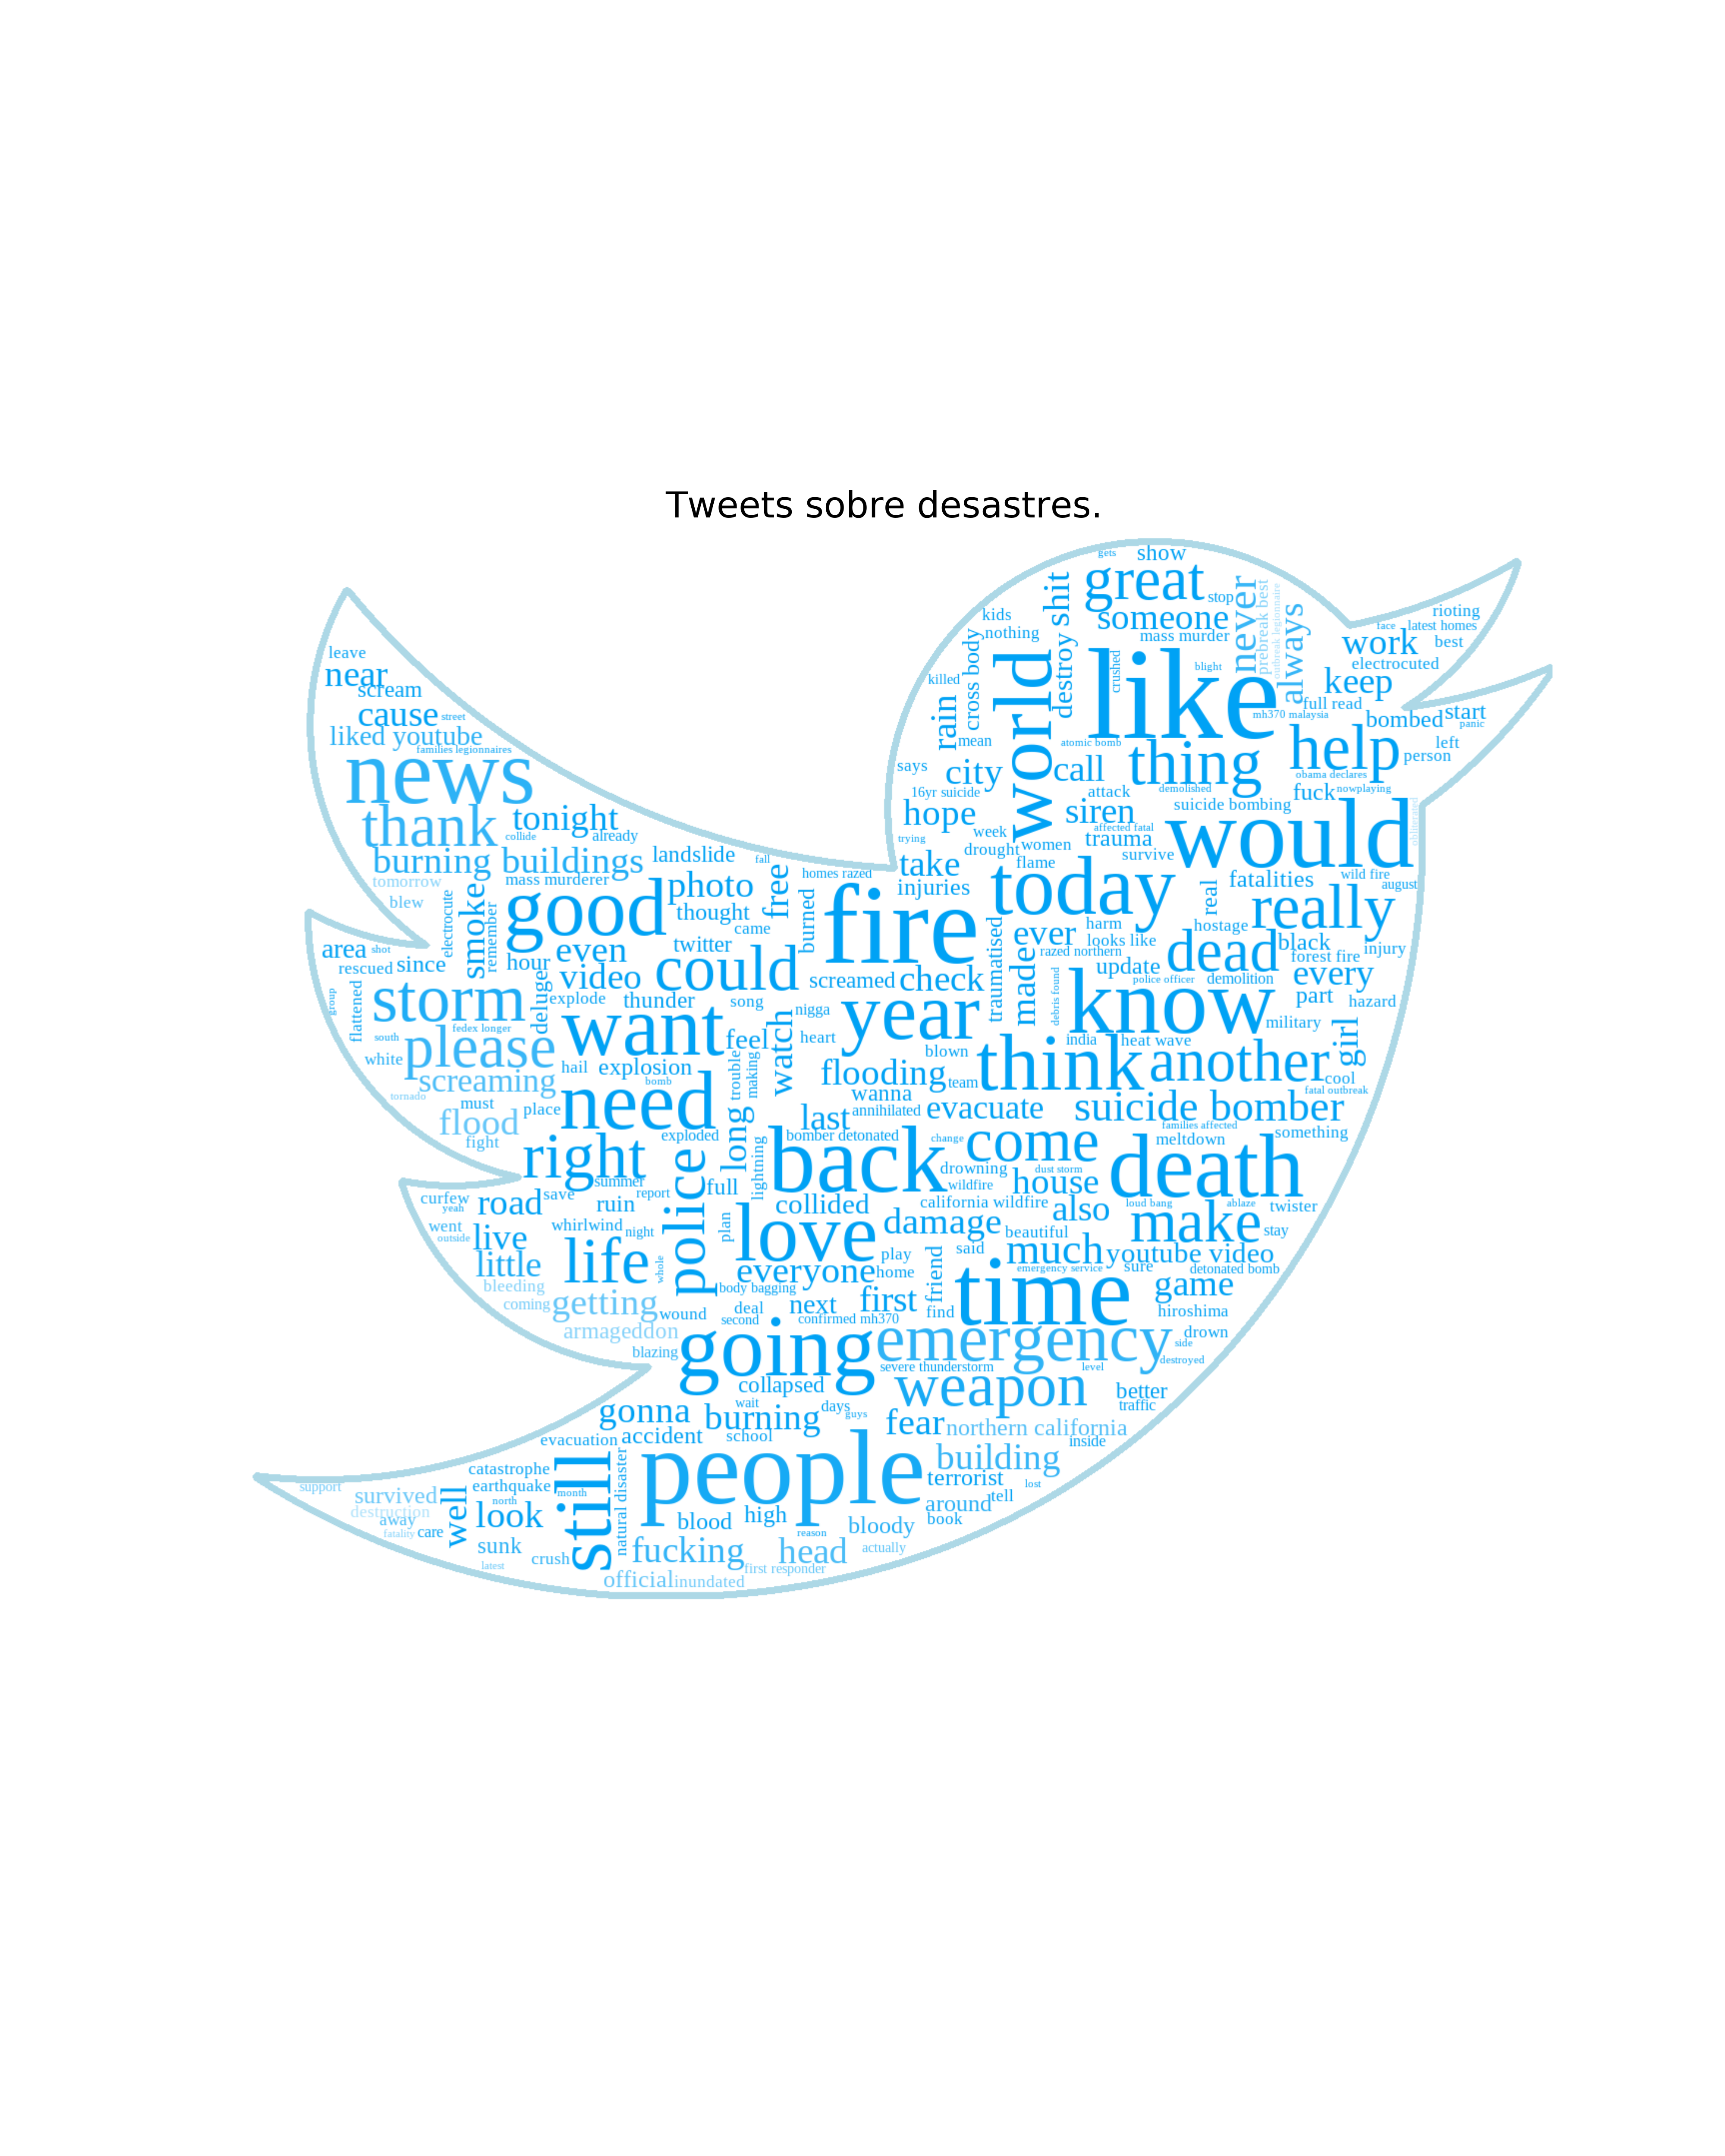 Tweets sobre desastres.
gets show
great
stop
shit
never
prebreak best
outbreak legionnaire
always
kids
nothing
someone
mass murder
rioting
face latest homes
work best
electrocuted
leave
near
scream
cause street
liked youtube
families legionnaires
news
thank tonight
collide already
burning buildings
landslide fall
tomorrow mass murderer
blew
killed
cross body
destroy
crushed
world
like
blight
keep
full read
mh370 malaysia
bombed start
panic
rain
mean
atomic bomb
thing
help
left
person
says city call
obama declares
16yr suicide attack demolished
fuck nowplaying
hope
siren
suicide bombing
affected fatal
trying week
trauma
would
obliterated
drought women
survive
take flame
homes razed
injuries
today
real
fatalities wild fire
august
really
photo
free
burned
fire
good
thought
came
electrocute
smoke
remember
area shot
rescued since
hour even twitter
video could
screamed check
traumatised
ever
harm
looks like
hostage
razed northern
made
dead
black
forest fire injury
update
police officer demolition
every
part hazard
debris found
know
military
group
flattened
storm
deluge
explode thunder song nigga
want
year
watch
heart
feel
south fedex longer
white please
hail explosion
bomb
trouble
making
screaming
tornado
must
flood
fight
place
need
blown
india heat wave
think another
girl
cool
fatal outbreak
flooding team
wanna
annihilated evacuate suicide bomber
last
families affected
something
meltdown
long
exploded
bomber detonated change
come
right
police
lightning
back
drowning dust storm
wildfire house
death
summer
report
full
curfew
yeah
road save ruin
collided california wildfire also
loud bang ablaze twister
went
outside live
whirlwind night
plan
love damage
beautiful
make stay
little
life
whole
play
said
much youtube video
friend
emergency service sure detonated bomb
bleeding
everyone home
body bagging
time game
coming getting wound
deal next first find
hiroshima
second confirmed mh370
armageddon
blazing
going emergency drown
side
destroyed
severe thunderstorm level
collapsed
weapon better
traffic
gonna
wait
burning days
guys
fear northern california
evacuation accident school
inside
building
still
natural disaster
people
terrorist lost
catastrophe
earthquake
month
support survived
destruction
away
fatality care
well
north
look
blood high
reason
bloody
around tell
book
sunk
crush
fucking head actually
latest
first responder
official inundated